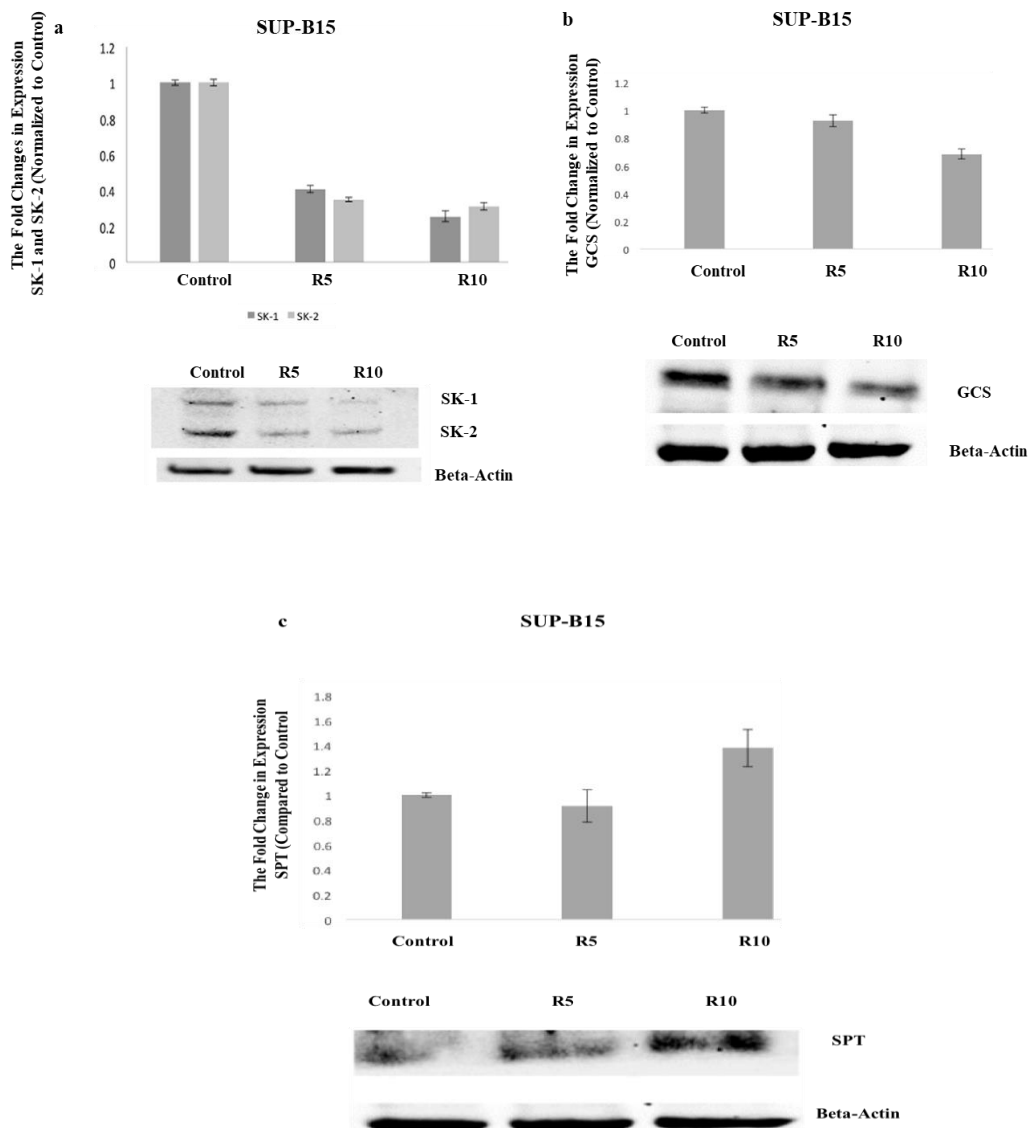 a
SUP-B15
The Fold Changes in Expression
SK-1 and SK-2 (Normalized to Control)
1.2
1
0.8
0.6
0.4
0.2
0
Control R5 R10
SK-1 SK-2
Control R5 R10
SK-1
SK-2
Beta-Actin
b
SUP-B15
The Fold Change in Expression
GCS (Normalized to Control)
1.2
1
0.8
0.6
0.4
0.2
0
Control R5 R10
Control R5 R10
GCS
Beta-Actin
c
SUP-B15
The Fold Change in Expression
SPT (Compared to Control
1.8
1.6
1.4
1.2
1
0.8
0.6
0.4
0.2
0
Control R5 R10
Control R5 R10
SPT
Beta-Actin